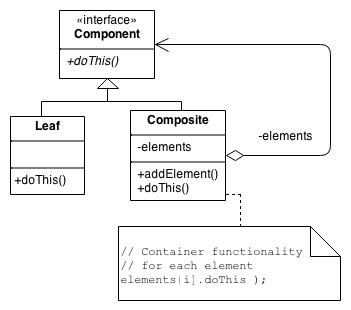 «interface»
Component
+doThis()
Leaf
+doThis()
Composite
-elements
+addElement()
+doThis()
-elements
// Container functionality
// for each element
elements[i].doThis );